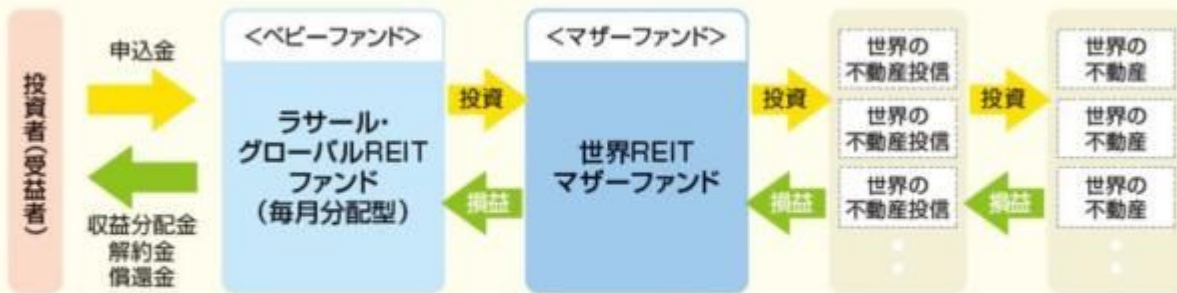 投資者(受益者)
申込金
収益分配金
解約金
償還金
<ベビーファンド>
ラサール・
グローバルREIT
ファンド
(毎月分配型)
投資
損益
<マザーファンド>
世界REIT
マザーファンド
投資
損益
世界の
不動産投信
世界の
不動産投信
世界の
不動産投信
投資
損益
世界の
不動産
世界の
不動産
世界の
不動産